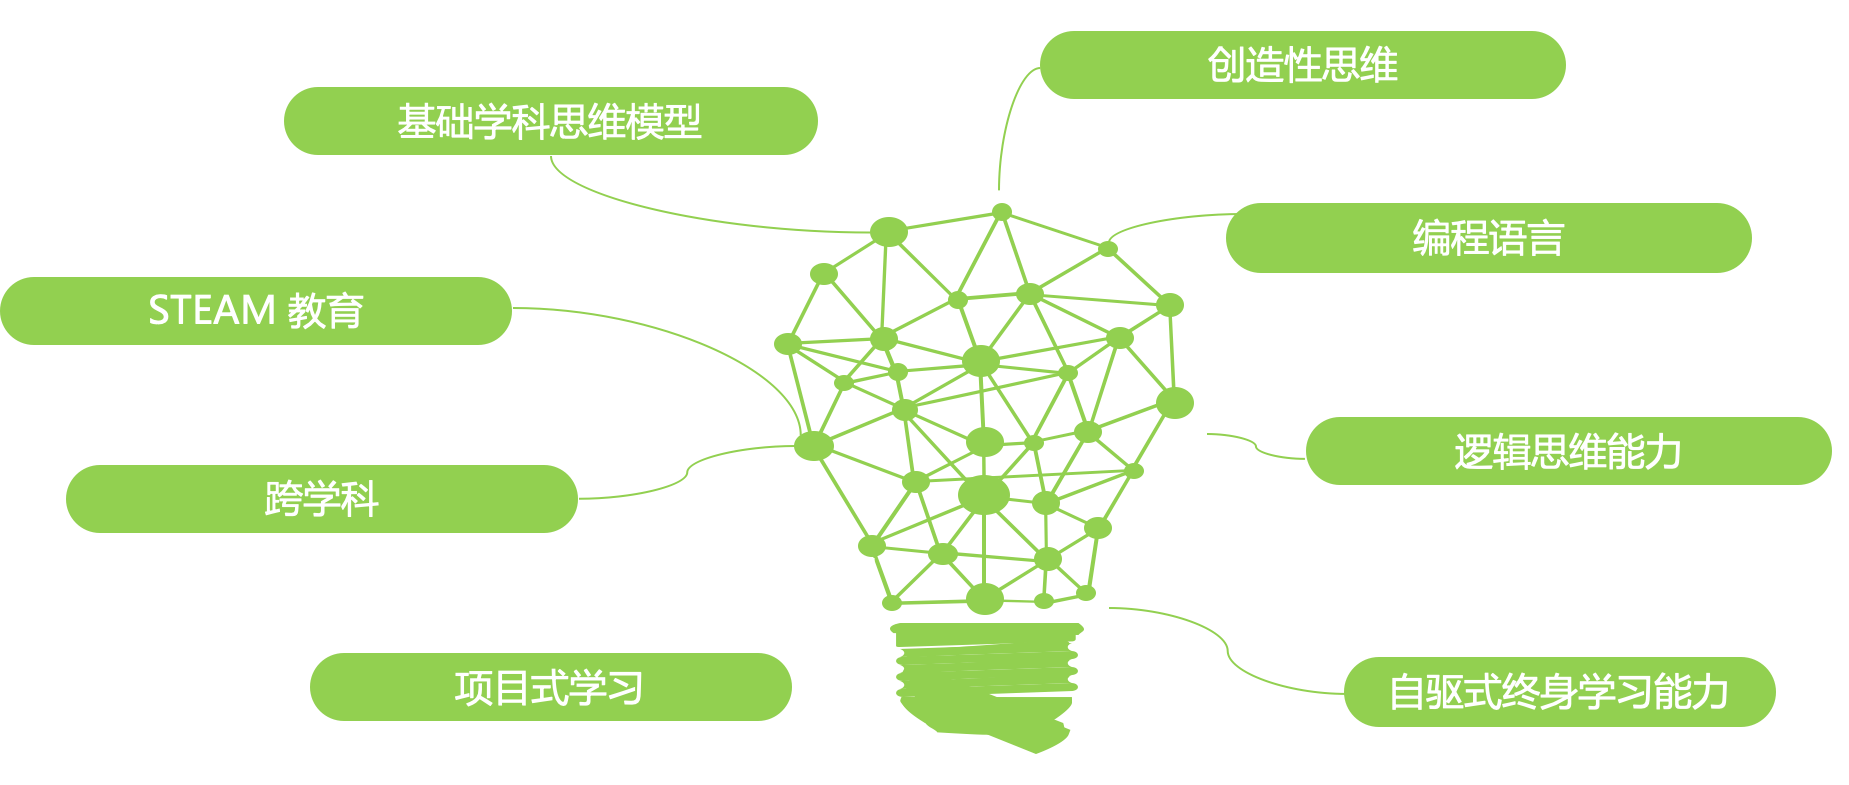 基础学科思维模型
STEAM 教育
跨学科
项目式学习
创造性思维
编程语言
逻辑思维能力
自驱式终身学习能力